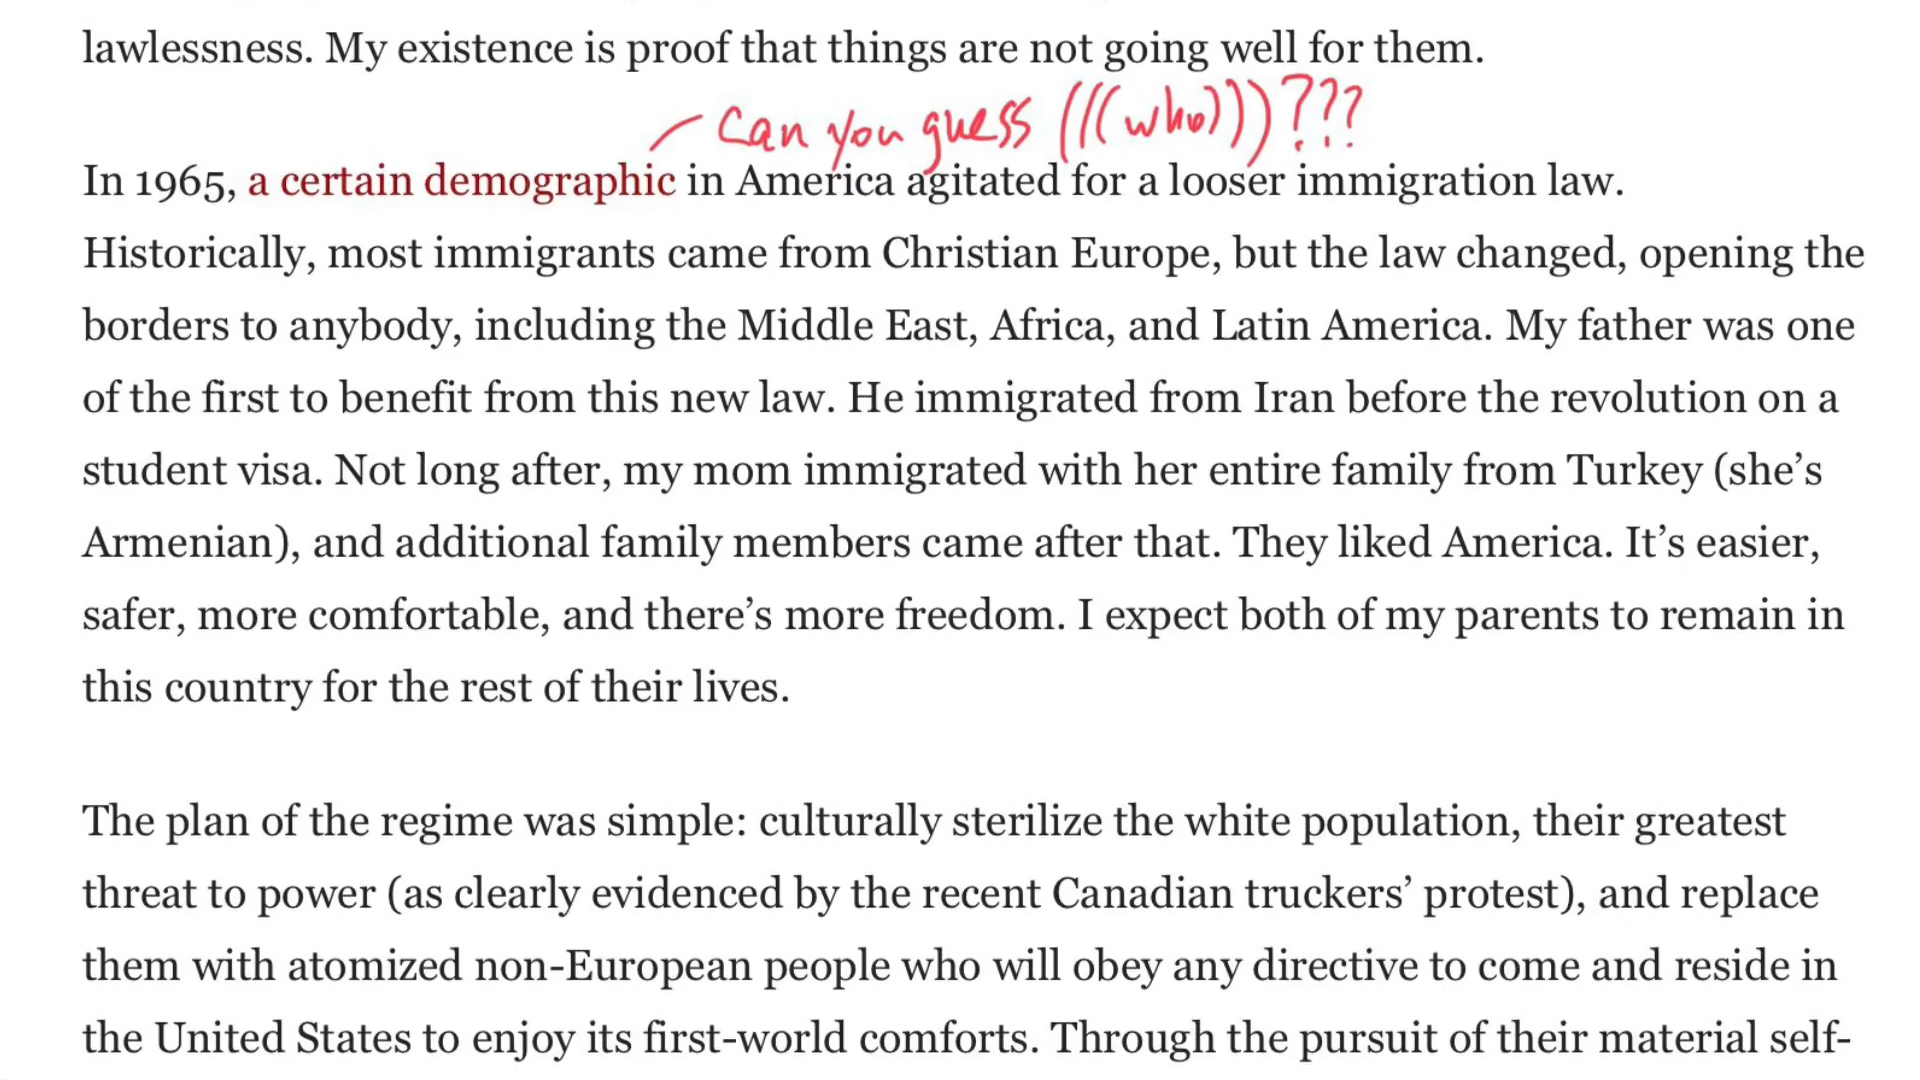 lawlessness. My existence is proof that things are not going well for them.
can you guess (((who)))???
In 1965, a certain demographic in America agitated for a looser immigration law.
Historically, most immigrants came from Christian Europe, but the law changed, opening the
borders to anybody, including the Middle East, Africa, and Latin America. My father was one
of the first to benefit from this new law. He immigrated from Iran before the revolution on a
student visa. Not long after, my mom immigrated with her entire family from Turkey (she’s
Armenian), and additional family members came after that. They liked America. It’s easier,
safer, more comfortable, and there’s more freedom. I expect both of my parents to remain in
this country for the rest of their lives.
The plan of the regime was simple: culturally sterilize the white population, their greatest
threat to power (as clearly evidenced by the recent Canadian truckers’ protest), and replace
them with atomized non-European people who will obey any directive to come and reside in
the United States to enjoy its first-world comforts. Through the pursuit of their material self-